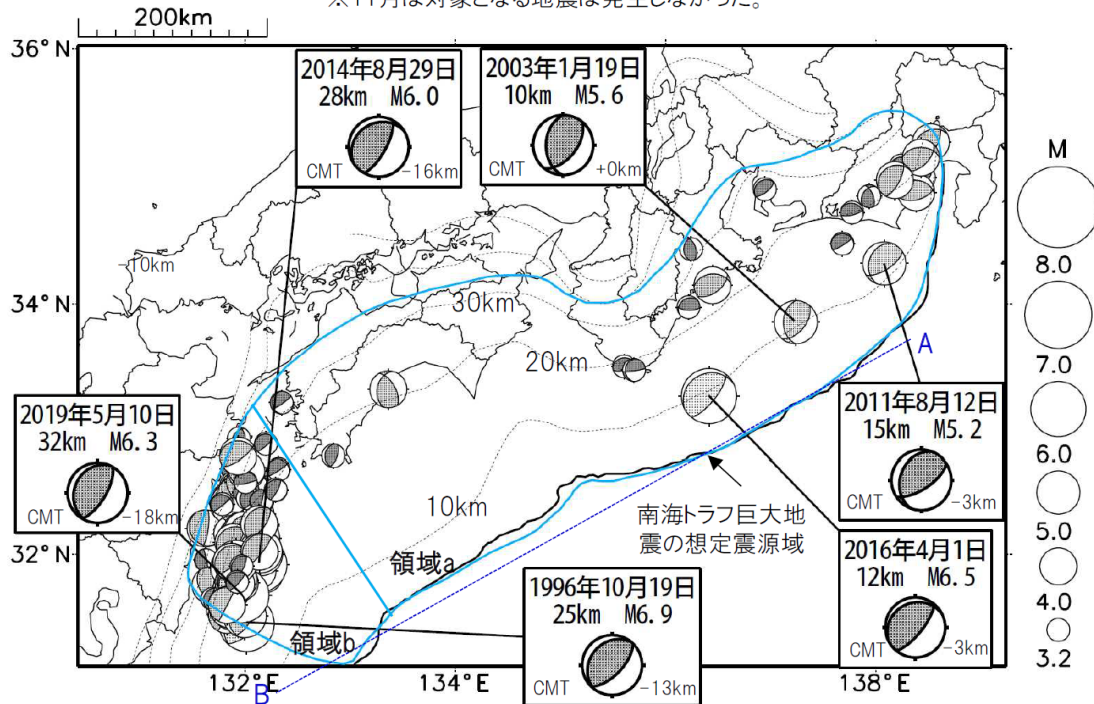 ※11月は対象となる地震は発生しなかった。
200km
36°N
34°N
32°N
132°E
134°E
138°E
2014年8月29日
28km M6.0
CMT
-16km
2003年1月19日
10km M5.6
CMT
+0km
2019年5月10日
32km M6.3
CMT
-18km
2011年8月12日
15km M5.2
CMT
-3km
2016年4月1日
12km M6.5
CMT
-3km
1996年10月19日
25km M6.9
CMT
-13km
-10km
30km
20km
10km
A
B
南海トラフ巨大地
震の想定震源域
領域a
領域b
M
8.0
7.0
6.0
5.0
4.0
3.2